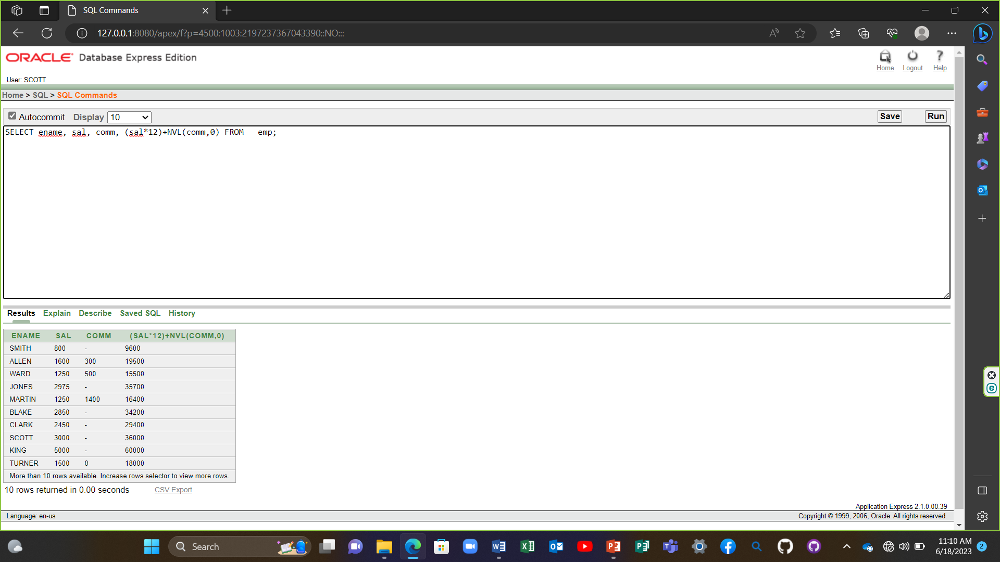 SQL Commands
127.0.0.1:8080/apex/f?p=4500:1003:2197237367043390::NO:::
ORACLE Database Express Edition
Home Logout Help
User: SCOTT
Home > SQL > SQL Commands
Autocommit Display 10 Save Run
SELECT ename, sal, comm, (sal*12)+NVL(comm,0) FROM   emp;
Results Explain Describe Saved SQL History
ENAME SAL COMM (SAL*12)+NVL(COMM,0)
SMITH 800 - 9600
ALLEN 1600 300 19500
WARD 1250 500 15500
JONES 2975 - 35700
MARTIN 1250 1400 16400
BLAKE 2850 - 34200
CLARK 2450 - 29400
SCOTT 3000 - 36000
KING 5000 - 60000
TURNER 1500 0 18000
More than 10 rows available. Increase rows selector to view more rows.
10 rows returned in 0.00 seconds CSV Export
Application Express 2.1.0.00.39
Language: en-us Copyright © 1999, 2006, Oracle. All rights reserved.
Search
11:10 AM
6/18/2023 2